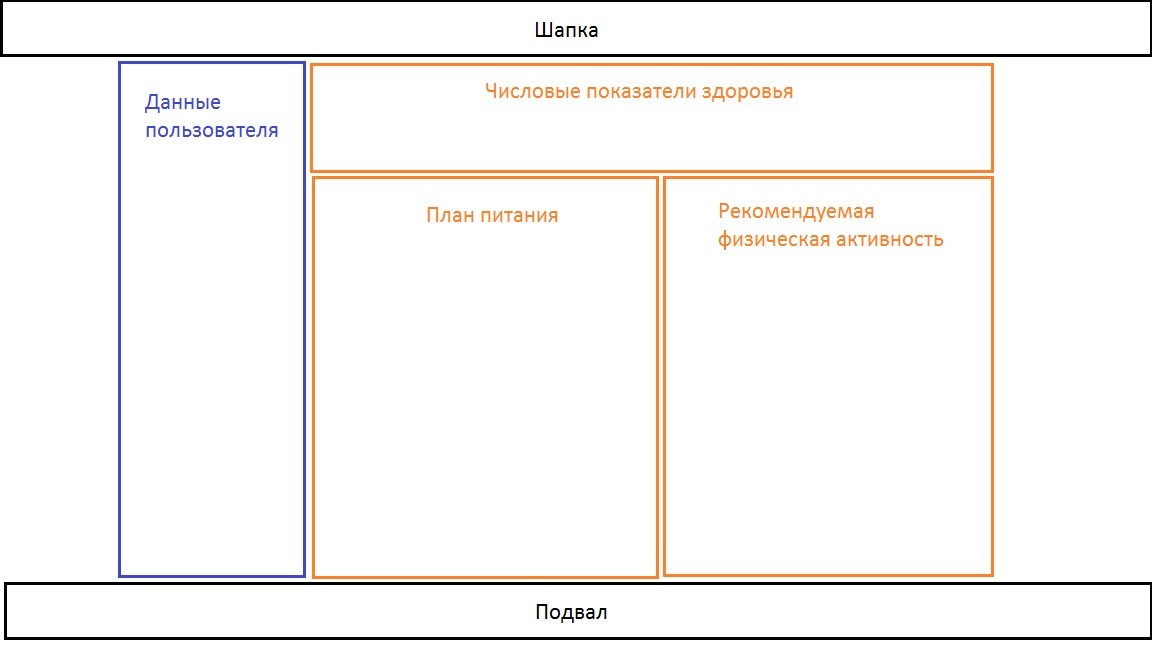 Шапка
Данные
пользователя
Числовые показатели здоровья
План питания
Рекомендуемая
физическая активность
Подвал